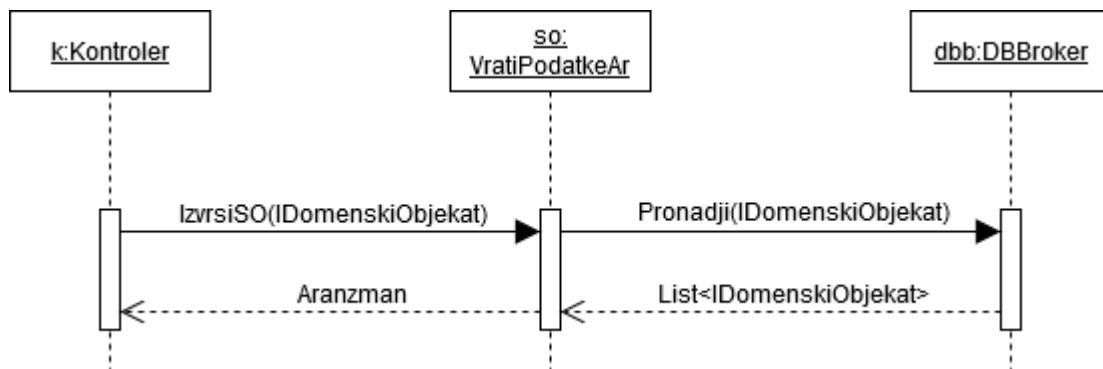 k:Kontroler
so:
VratiPodatkeAr
dbb:DBBroker
IzvrsiSO(IDomenskiObjekat)
Pronadji(IDomenskiObjekat)
Aranzman
List<IDomenskiObjekat>